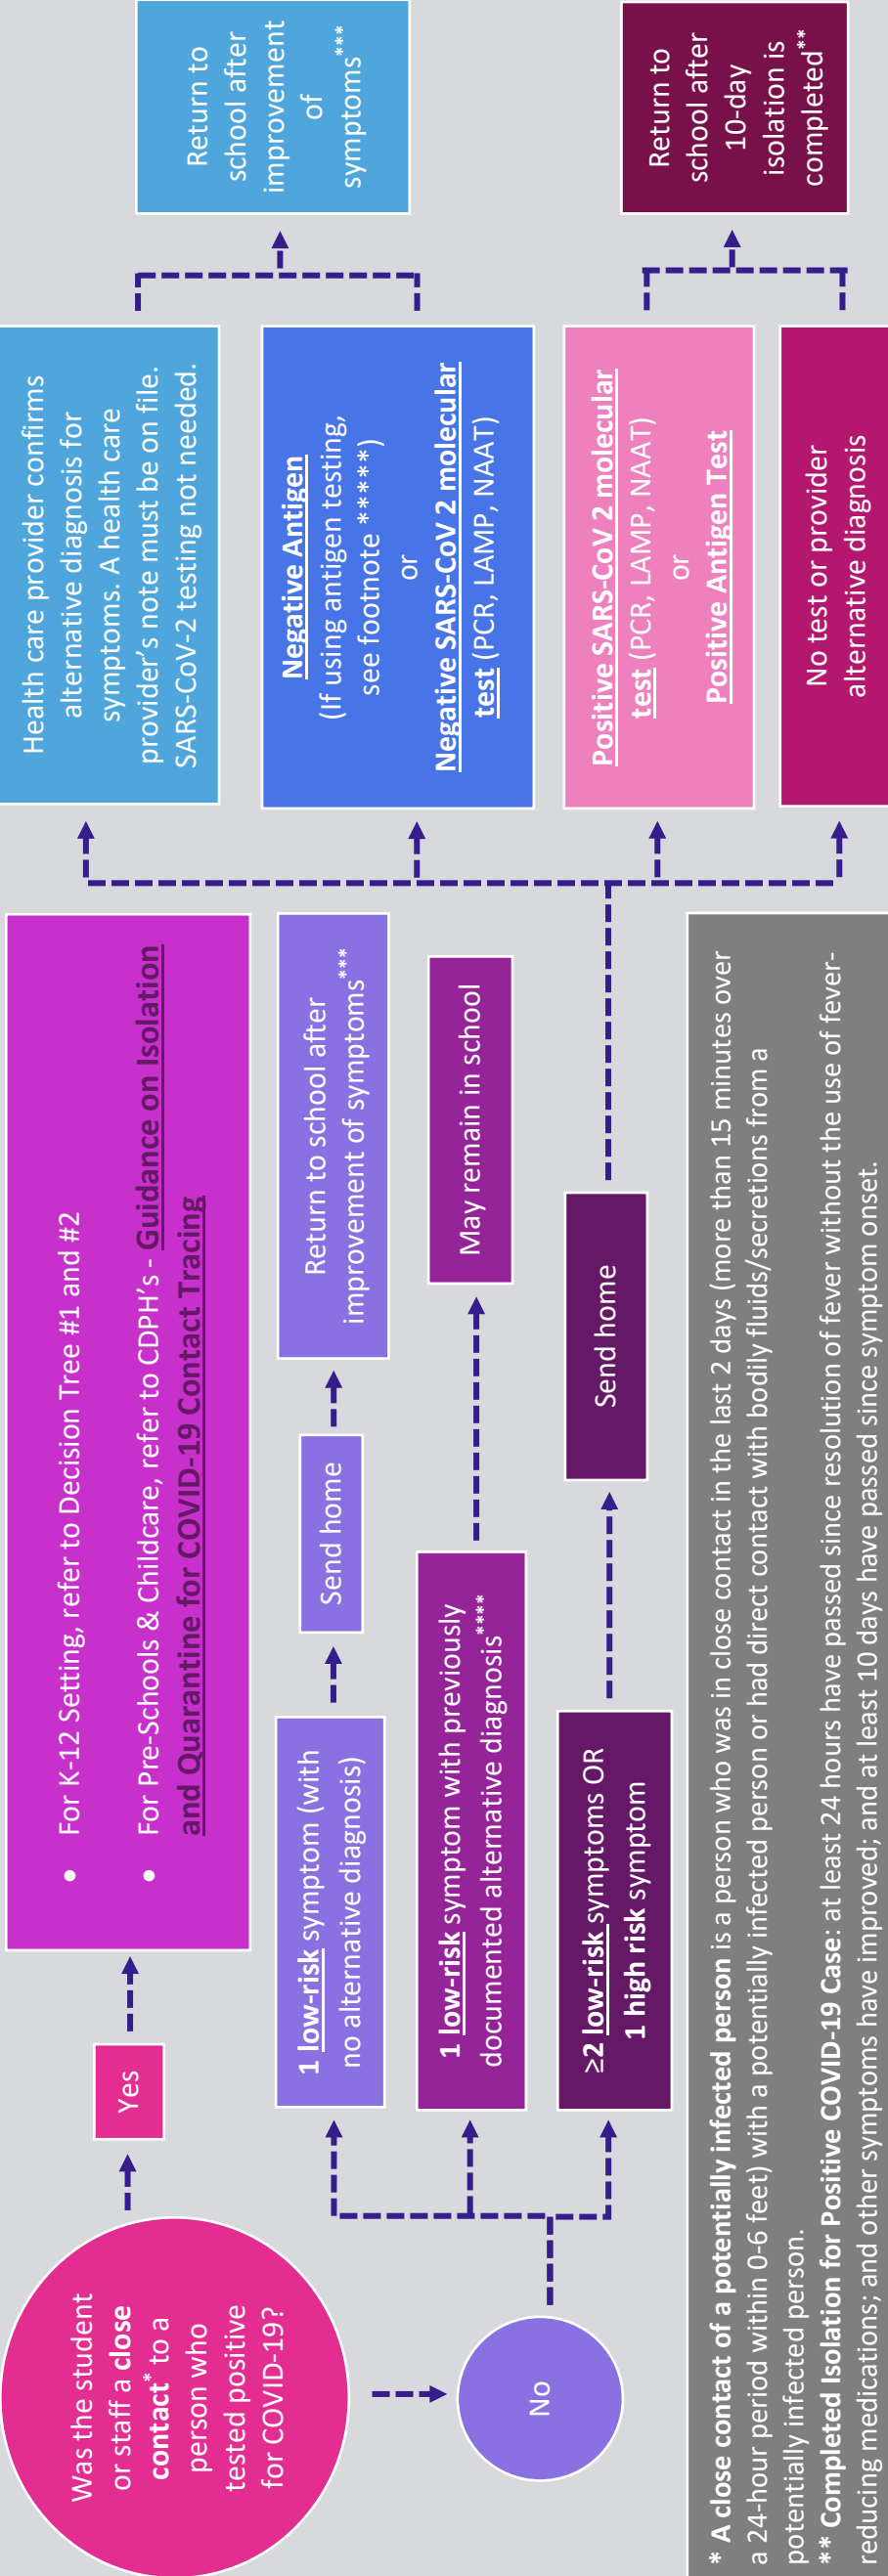 Was the student
or staff a close
contact* to a
person who
tested positive
for COVID-19?
Yes
• For K-12 Setting, refer to Decision Tree #1 and #2
• For Pre-Schools & Childcare, refer to CDPH's - Guidance on Isolation
and Quarantine for COVID-19 Contact Tracing
No
1 low-risk symptom (with
no alternative diagnosis)
Send home
Return to school after
improvement of symptoms***
1 low-risk symptom with previously
documented alternative diagnosis****
May remain in school
≥2 low-risk symptoms OR
1 high risk symptom
Send home
Health care provider confirms
alternative diagnosis for
symptoms. A health care
provider's note must be on file.
SARS-CoV-2 testing not needed.
Negative Antigen
(If using antigen testing,
see footnote *****)
or
Negative SARS-CoV 2 molecular
test (PCR, LAMP, NAAT)
Return to
school after
improvement
of
symptoms***
Positive SARS-CoV 2 molecular
test (PCR, LAMP, NAAT)
or
Positive Antigen Test
No test or provider
alternative diagnosis
Return to
school after
10-day
isolation is
completed**
* A close contact of a potentially infected person is a person who was in close contact in the last 2 days (more than 15 minutes over
a 24-hour period within 0-6 feet) with a potentially infected person or had direct contact with bodily fluids/secretions from a
potentially infected person.
** Completed Isolation for Positive COVID-19 Case: at least 24 hours have passed since resolution of fever without the use of fever-
reducing medications; and other symptoms have improved; and at least 10 days have passed since symptom onset.